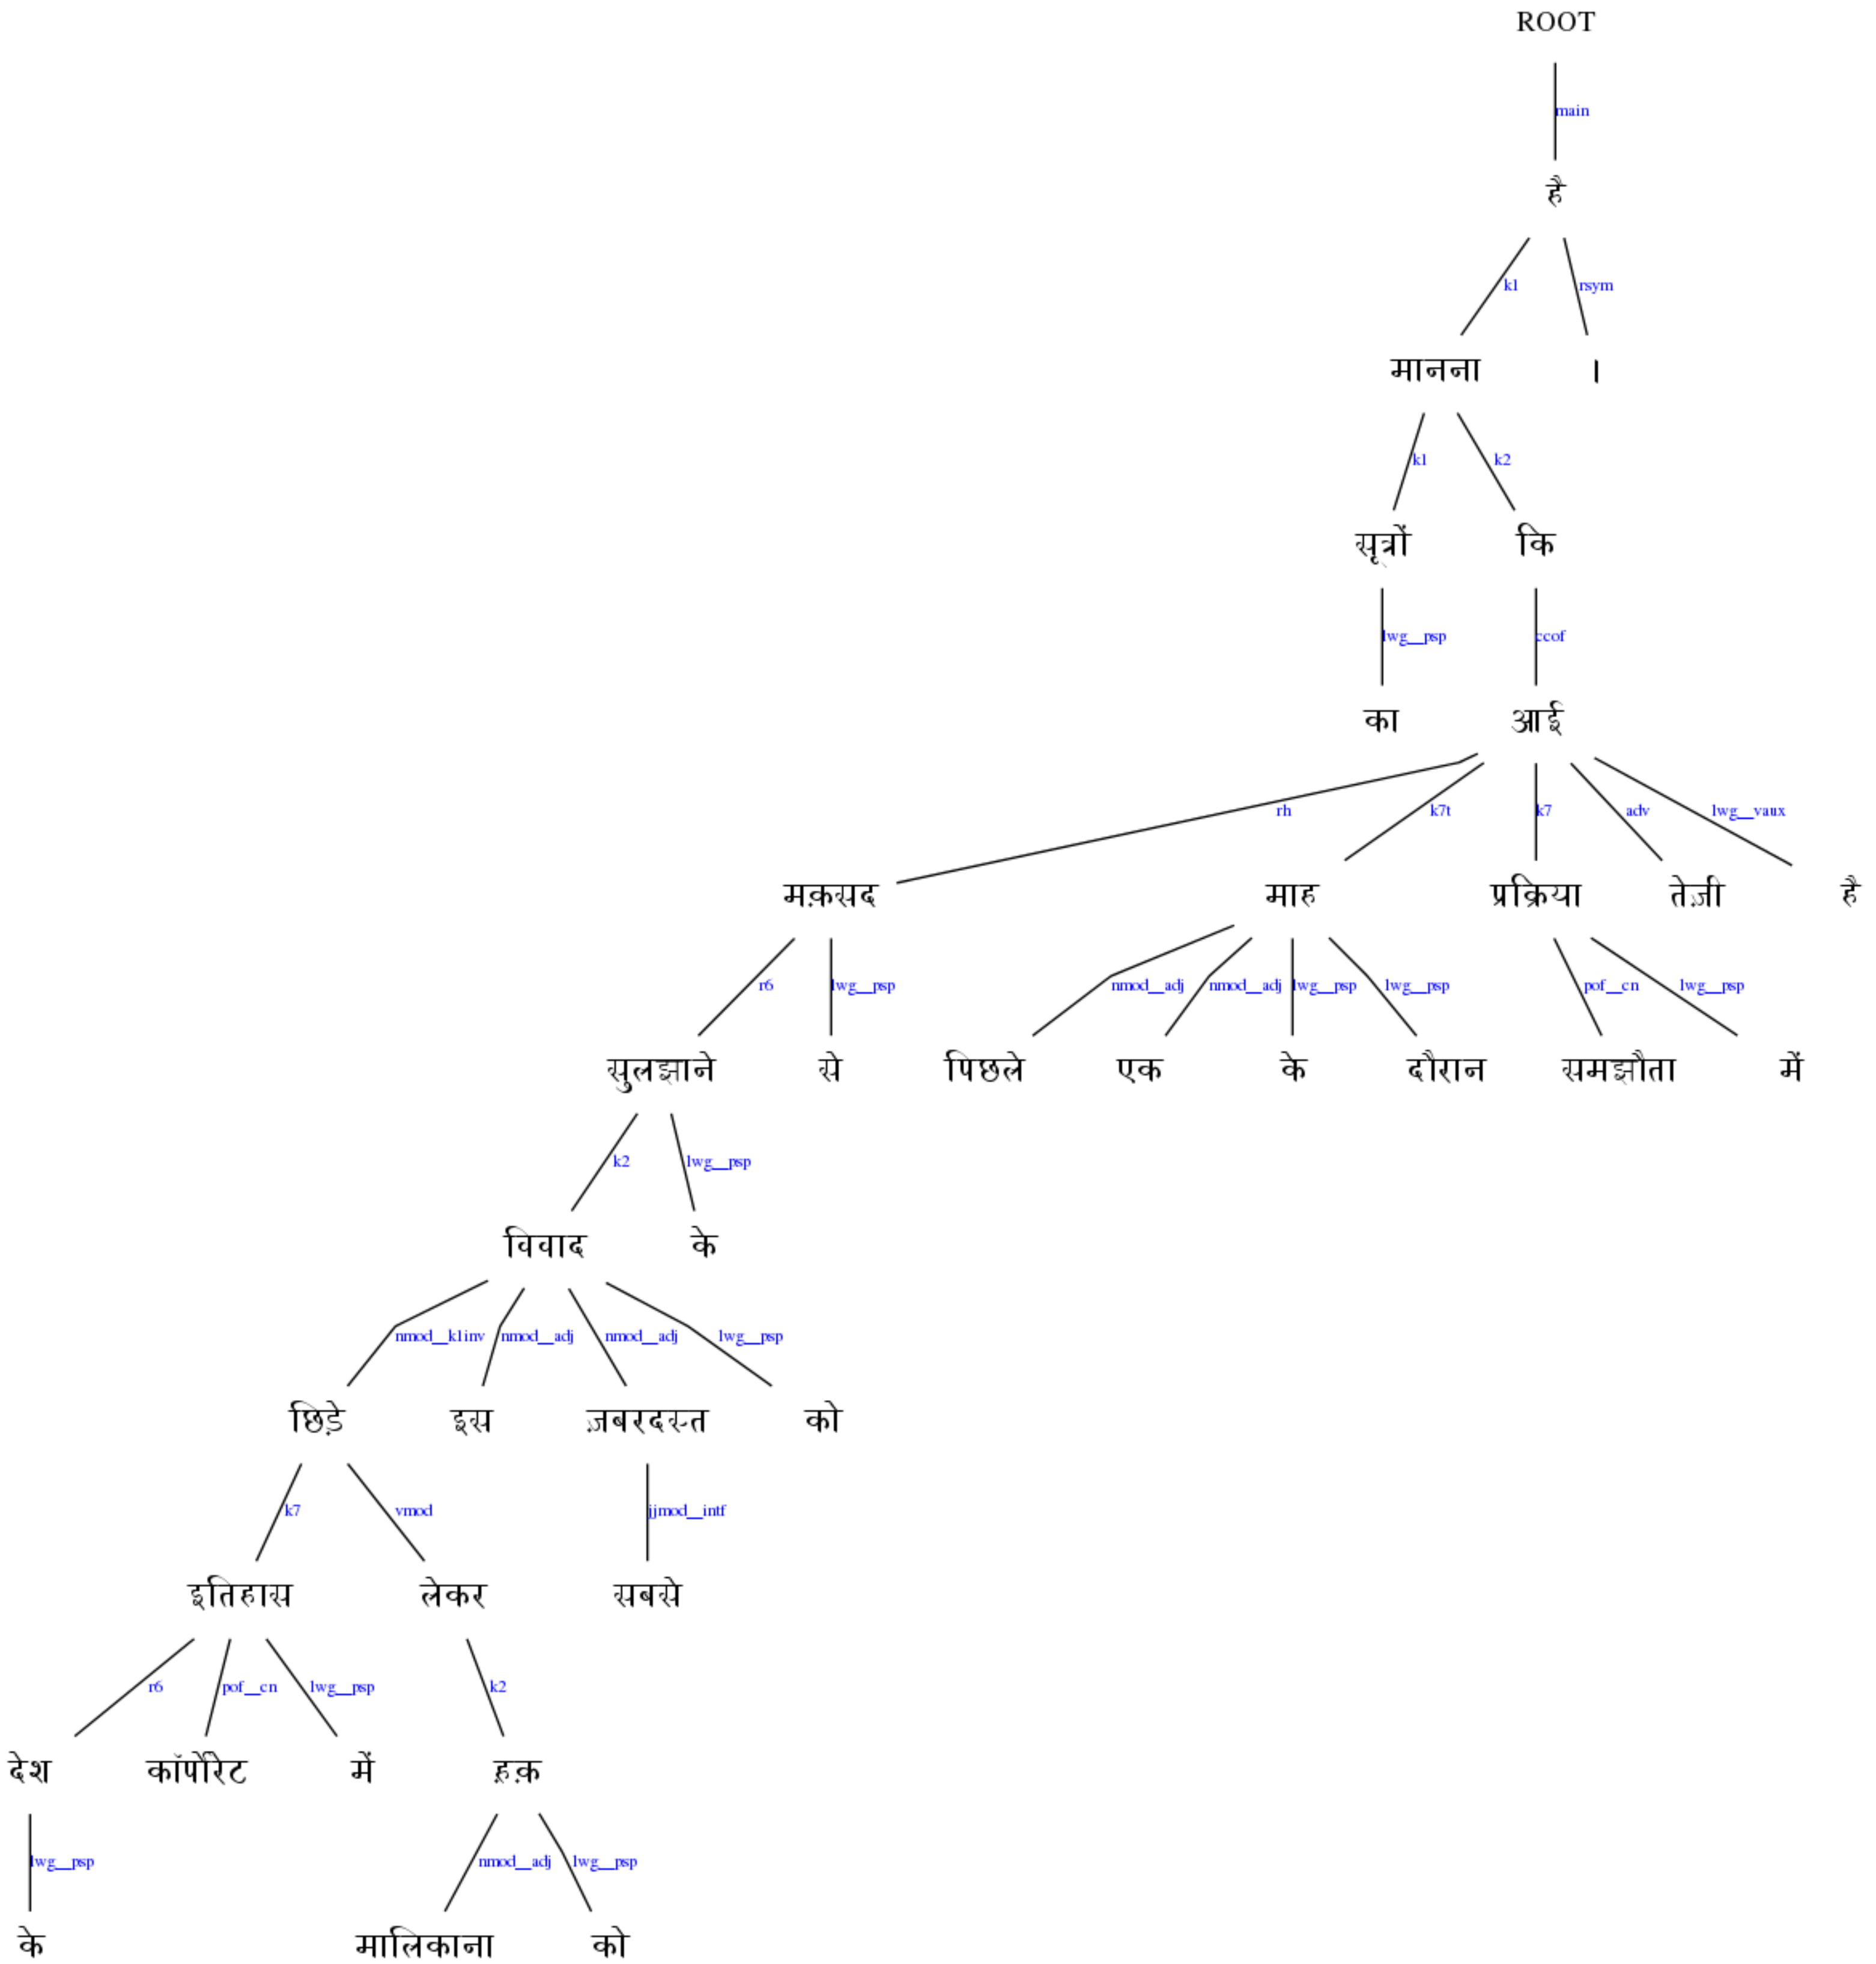 ROOT
main
है
k1 rsym
मानना ।
k1 k2
सूत्रों कि
lwg__psp ccof
का आई
rh k7t k7 adv lwg__vaux
मक़सद माह प्रक्रिया तेज़ी है
r6 lwg__psp nmod__adj nmod__adj lwg__psp lwg__psp pof__cn lwg__psp
सुलझाने से पिछले एक के दौरान समझौता में
k2 lwg__psp
विवाद के
nmod__k1inv nmod__adj nmod__adj lwg__psp
छिड़े इस ज़बरदस्त को
k7 vmod jjmod__intf
इतिहास लेकर सबसे
r6 pof__cn lwg__psp k2
देश कॉर्पोरेट में ह़क़
lwg__psp nmod__adj lwg__psp
के मालिकाना को